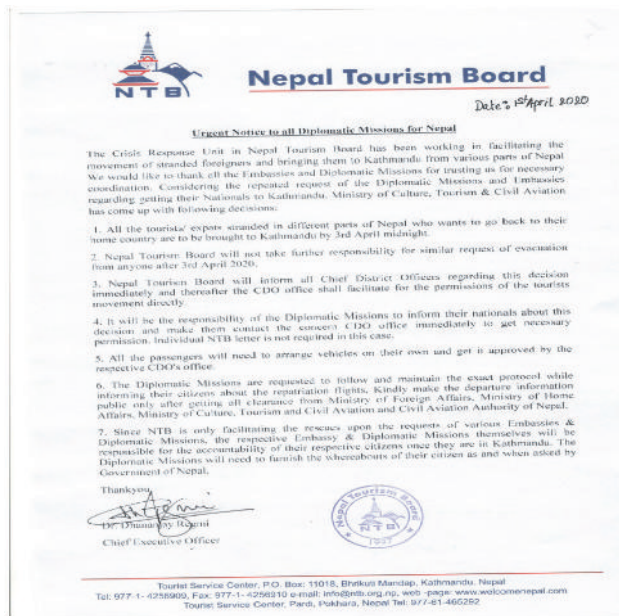 NTB
Nepal Tourism Board
Date: 1st April 2020
Urgent Notice to all Diplomatic Missions for Nepal
The Crisis Response Unit in Nepal Tourism Board has been working in facilitating the
movement of stranded foreigners and bringing them to Kathmandu from various parts of Nepal
We would like to thank all the Embassies and Diplomatic Missions for trusting us for necessary
coordination. Considering the repeated request of the Diplomatic Missions and Embassies
regarding getting their Nationals to Kathmandu. Ministry of Culture, Tourism & Civil Aviation
has come up with following decisions:
1. All the tourists/ expats stranded in different parts of Nepal who wants to go back to their
home country are to be brought to Kathmandu by 3rd April midnight.
2. Nepal Tourism Board will not take further responsibility for similar request of evacuation
from anyone after 3rd April 2020.
3. Nepal Tourism Board will inform all Chief District Officers regarding this decision
immediately and thereafter the CDO office shall facilitate for the permissions of the tourists
movement directly.
4. It will be the responsibility of the Diplomatic Missions to inform their nationals about this
decision and make them contact the concern CDO office immediately to get necessary
permission. Individual NTB letter is not required in this case.
5. All the passengers will need to arrange vehicles on their own and get it approved by the
respective CDO's office.
6. The Diplomatic Missions are requested to follow and maintain the exact protocol while
informing their citizens about the repatriation flights. Kindly make the departure information
public only after getting all clearance from Ministry of Foreign Affairs, Ministry of Home
Affairs, Ministry of Culture, Tourism and Civil Aviation and Civil Aviation Authority of Nepal.
7. Since NTB is only facilitating the rescues upon the requests of various Embassies &
Diplomatic Missions, the respective Embassy & Diplomatic Missions themselves will be
responsible for the accountability of their respective citizens once they are in Kathmandu. The
Diplomatic Missions will need to furnish the whereabouts of their citizen as and when asked by
Government of Nepal.
Thankyou,
Dr. Dhananjay Regmi
Chief Executive Officer
Nepal Tourism Board
NTB
Tourist Service Center, P.O. Box: 11018, Bhrikuti Mandap, Kathmandu, Nepal
Tel: 977-1- 4256909, Fax: 977-1- 4256910 e-mail: info@ntb.org.np, web -page: www.welcomenepal.com
Tourist Service Center, Pardi, Pokhara, Nepal Tel: 977-61-465292